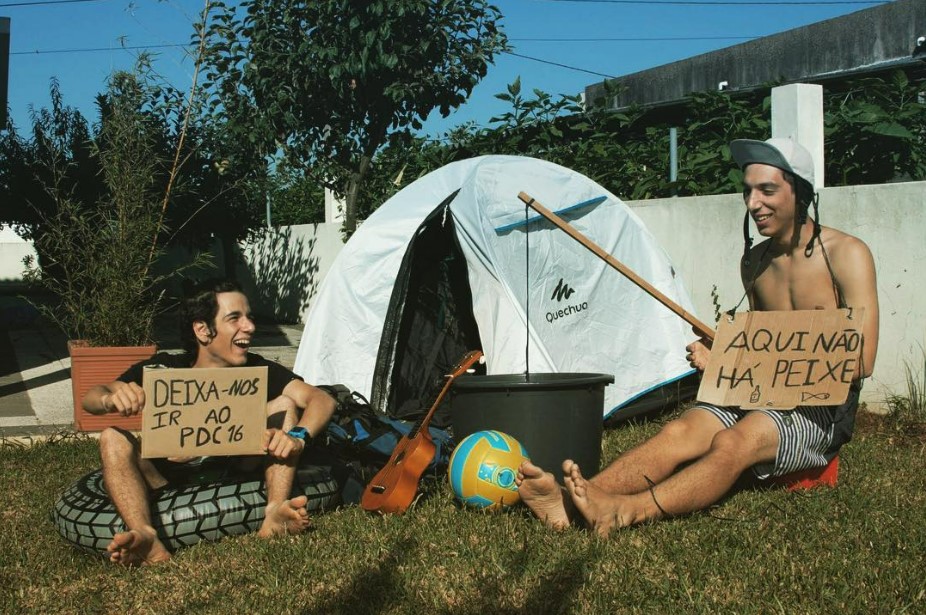 DEIXA-NOS
IR AO
PDC 16
Quechua
AQUI NÃO
HÁ PEIXE